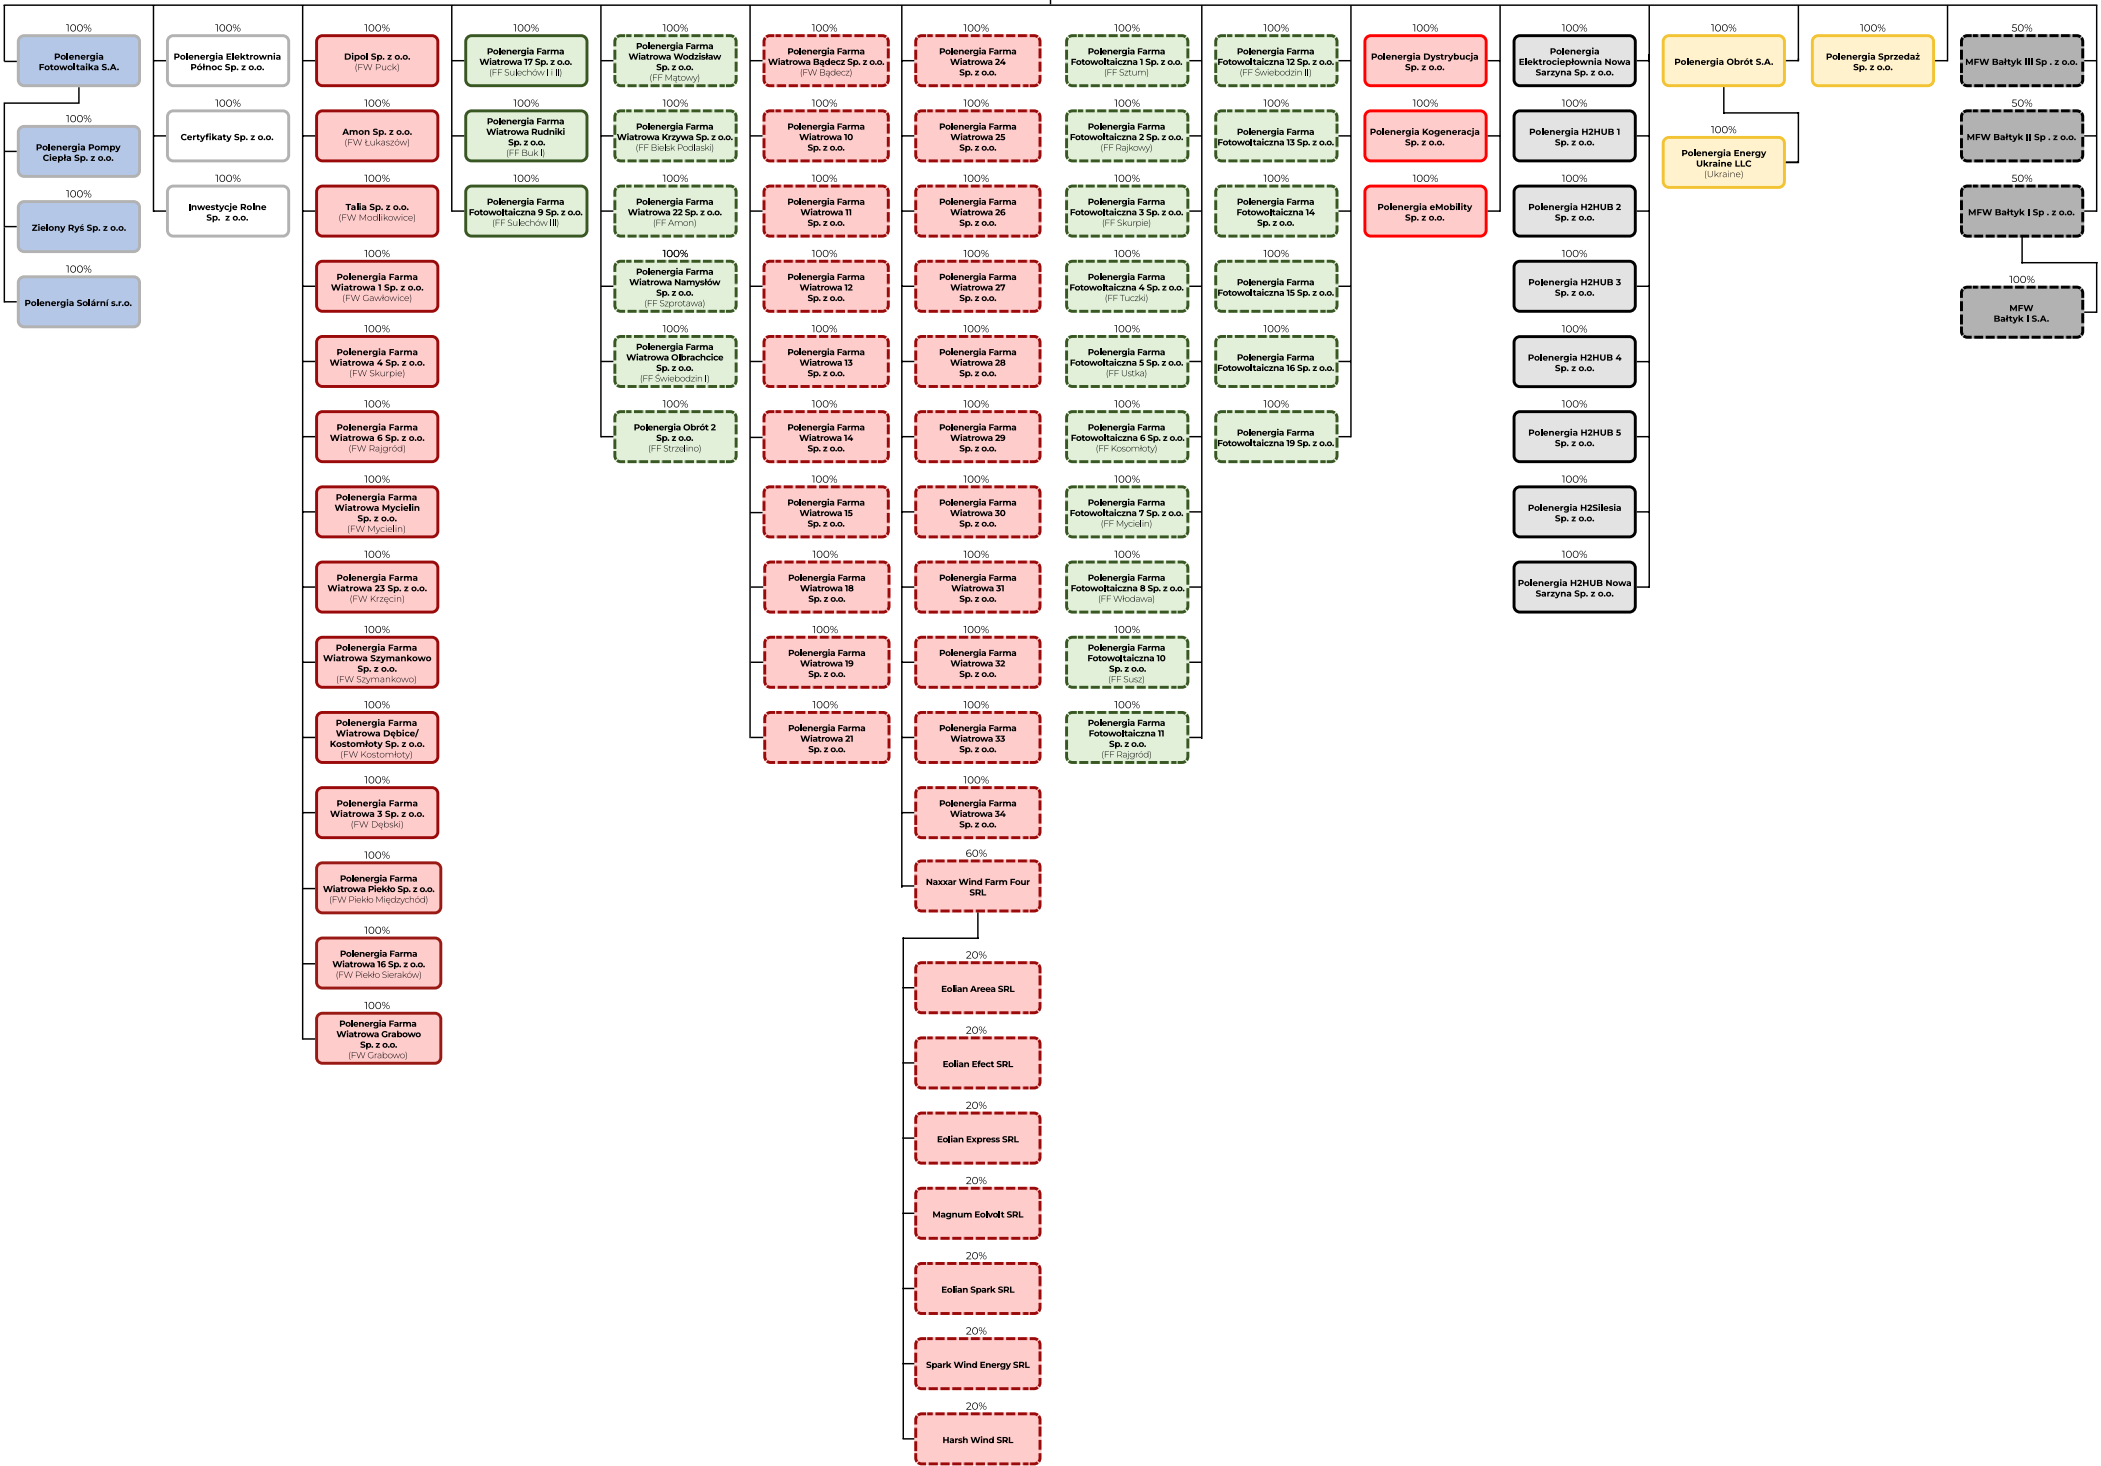 100%
Polenergia
Fotowoltaika S.A.
100%
Polenergia Pompy
Ciepła Sp. z o.o.
100%
Zielony Ryś Sp. z o.o.
100%
Polenergia Solární s.r.o.
100%
Polenergia Elektrownia
Północ Sp. z o.o.
100%
Certyfikaty Sp. z o.o.
100%
Inwestycje Rolne
Sp. z o.o.
100%
Dipol Sp. z o.o.
(FW Puck)
100%
Amon Sp. z o.o.
(FW Łukaszów)
100%
Talia Sp. z o.o.
(FW Modlikowice)
100%
Polenergia Farma
Wiatrowa 1 Sp. z o.o.
(FW Gawłowice)
100%
Polenergia Farma
Wiatrowa 4 Sp. z o.o.
(FW Skurpie)
100%
Polenergia Farma
Wiatrowa 6 Sp. z o.o.
(FW Rajgród)
100%
Polenergia Farma
Wiatrowa Mycielin
Sp. z o.o.
(FW Mycielin)
100%
Polenergia Farma
Wiatrowa 23 Sp. z o.o.
(FW Krzęcin)
100%
Polenergia Farma
Wiatrowa Szymankowo
Sp. z o.o.
(FW Szymankowo)
100%
Polenergia Farma
Wiatrowa Dębice/
Kostomłoty Sp. z o.o.
(FW Kostomłoty)
100%
Polenergia Farma
Wiatrowa 3 Sp. z o.o.
(FW Dębski)
100%
Polenergia Farma
Wiatrowa Piekło Sp. z o.o.
(FW Piekło Międzychód)
100%
Polenergia Farma
Wiatrowa 16 Sp. z o.o.
(FW Piekło Sieraków)
100%
Polenergia Farma
Wiatrowa Grabowo
Sp. z o.o.
(FW Grabowo)
100%
Polenergia Farma
Wiatrowa 17 Sp. z o.o.
(FF Sulechów I i II)
100%
Polenergia Farma
Wiatrowa Rudniki
Sp. z o.o.
(FF Buk I)
100%
Polenergia Farma
Fotowoltaiczna 9 Sp. z o.o.
(FF Sulechów III)
100%
Polenergia Farma
Wiatrowa Wodzisław
Sp. z o.o.
(FF Mątowy)
100%
Polenergia Farma
Wiatrowa Krzywa Sp. z o.o.
(FF Bielsk Podlaski)
100%
Polenergia Farma
Wiatrowa 22 Sp. z o.o.
(FF Amon)
100%
Polenergia Farma
Wiatrowa Namysłów
Sp. z o.o.
(FF Szprotawa)
100%
Polenergia Farma
Wiatrowa Olbrachcice
Sp. z o.o.
(FF Świebodzin I)
100%
Polenergia Obrót 2
Sp. z o.o.
(FF Strzelino)
100%
Polenergia Farma
Wiatrowa Bądecz Sp. z o.o.
(FW Bądecz)
100%
Polenergia Farma
Wiatrowa 10
Sp. z o.o.
100%
Polenergia Farma
Wiatrowa 11
Sp. z o.o.
100%
Polenergia Farma
Wiatrowa 12
Sp. z o.o.
100%
Polenergia Farma
Wiatrowa 13
Sp. z o.o.
100%
Polenergia Farma
Wiatrowa 14
Sp. z o.o.
100%
Polenergia Farma
Wiatrowa 15
Sp. z o.o.
100%
Polenergia Farma
Wiatrowa 18
Sp. z o.o.
100%
Polenergia Farma
Wiatrowa 19
Sp. z o.o.
100%
Polenergia Farma
Wiatrowa 21
Sp. z o.o.
100%
Polenergia Farma
Wiatrowa 24
Sp. z o.o.
100%
Polenergia Farma
Wiatrowa 25
Sp. z o.o.
100%
Polenergia Farma
Wiatrowa 26
Sp. z o.o.
100%
Polenergia Farma
Wiatrowa 27
Sp. z o.o.
100%
Polenergia Farma
Wiatrowa 28
Sp. z o.o.
100%
Polenergia Farma
Wiatrowa 29
Sp. z o.o.
100%
Polenergia Farma
Wiatrowa 30
Sp. z o.o.
100%
Polenergia Farma
Wiatrowa 31
Sp. z o.o.
100%
Polenergia Farma
Wiatrowa 32
Sp. z o.o.
100%
Polenergia Farma
Wiatrowa 33
Sp. z o.o.
100%
Polenergia Farma
Wiatrowa 34
Sp. z o.o.
60%
Naxxar Wind Farm Four
SRL
20%
Eolian Areea SRL
20%
Eolian Efect SRL
20%
Eolian Express SRL
20%
Magnum Eolvolt SRL
20%
Eolian Spark SRL
20%
Spark Wind Energy SRL
20%
Harsh Wind SRL
100%
Polenergia Farma
Fotowoltaiczna 1 Sp. z o.o.
(FF Sztum)
100%
Polenergia Farma
Fotowoltaiczna 2 Sp. z o.o.
(FF Rajkowy)
100%
Polenergia Farma
Fotowoltaiczna 3 Sp. z o.o.
(FF Skurpie)
100%
Polenergia Farma
Fotowoltaiczna 4 Sp. z o.o.
(FF Tuczki)
100%
Polenergia Farma
Fotowoltaiczna 5 Sp. z o.o.
(FF Ustka)
100%
Polenergia Farma
Fotowoltaiczna 6 Sp. z o.o.
(FF Kosomłoty)
100%
Polenergia Farma
Fotowoltaiczna 7 Sp. z o.o.
(FF Mycielin)
100%
Polenergia Farma
Fotowoltaiczna 8 Sp. z o.o.
(FF Włodawa)
100%
Polenergia Farma
Fotowoltaiczna 10
Sp. z o.o.
(FF Susz)
100%
Polenergia Farma
Fotowoltaiczna 11
Sp. z o.o.
(FF Rajgród)
100%
Polenergia Farma
Fotowoltaiczna 12 Sp. z o.o.
(FF Świebodzin II)
100%
Polenergia Farma
Fotowoltaiczna 13 Sp. z o.o.
100%
Polenergia Farma
Fotowoltaiczna 14
Sp. z o.o.
100%
Polenergia Farma
Fotowoltaiczna 15 Sp. z o.o.
100%
Polenergia Farma
Fotowoltaiczna 16 Sp. z o.o.
100%
Polenergia Farma
Fotowoltaiczna 19 Sp. z o.o.
100%
Polenergia Dystrybucja
Sp. z o.o.
100%
Polenergia Kogeneracja
Sp. z o.o.
100%
Polenergia eMobility
Sp. z o.o.
100%
Polenergia
Elektrociepłownia Nowa
Sarzyna Sp. z o.o.
100%
Polenergia H2HUB 1
Sp. z o.o.
100%
Polenergia H2HUB 2
Sp. z o.o.
100%
Polenergia H2HUB 3
Sp. z o.o.
100%
Polenergia H2HUB 4
Sp. z o.o.
100%
Polenergia H2HUB 5
Sp. z o.o.
100%
Polenergia H2Silesia
Sp. z o.o.
100%
Polenergia H2HUB Nowa
Sarzyna Sp. z o.o.
100%
Polenergia Obrót S.A.
100%
Polenergia Energy
Ukraine LLC
(Ukraine)
100%
Polenergia Sprzedaż
Sp. z o.o.
50%
MFW Bałtyk III Sp . z o.o.
50%
MFW Bałtyk II Sp . z o.o.
50%
MFW Bałtyk I Sp . z o.o.
100%
MFW
Bałtyk I S.A.